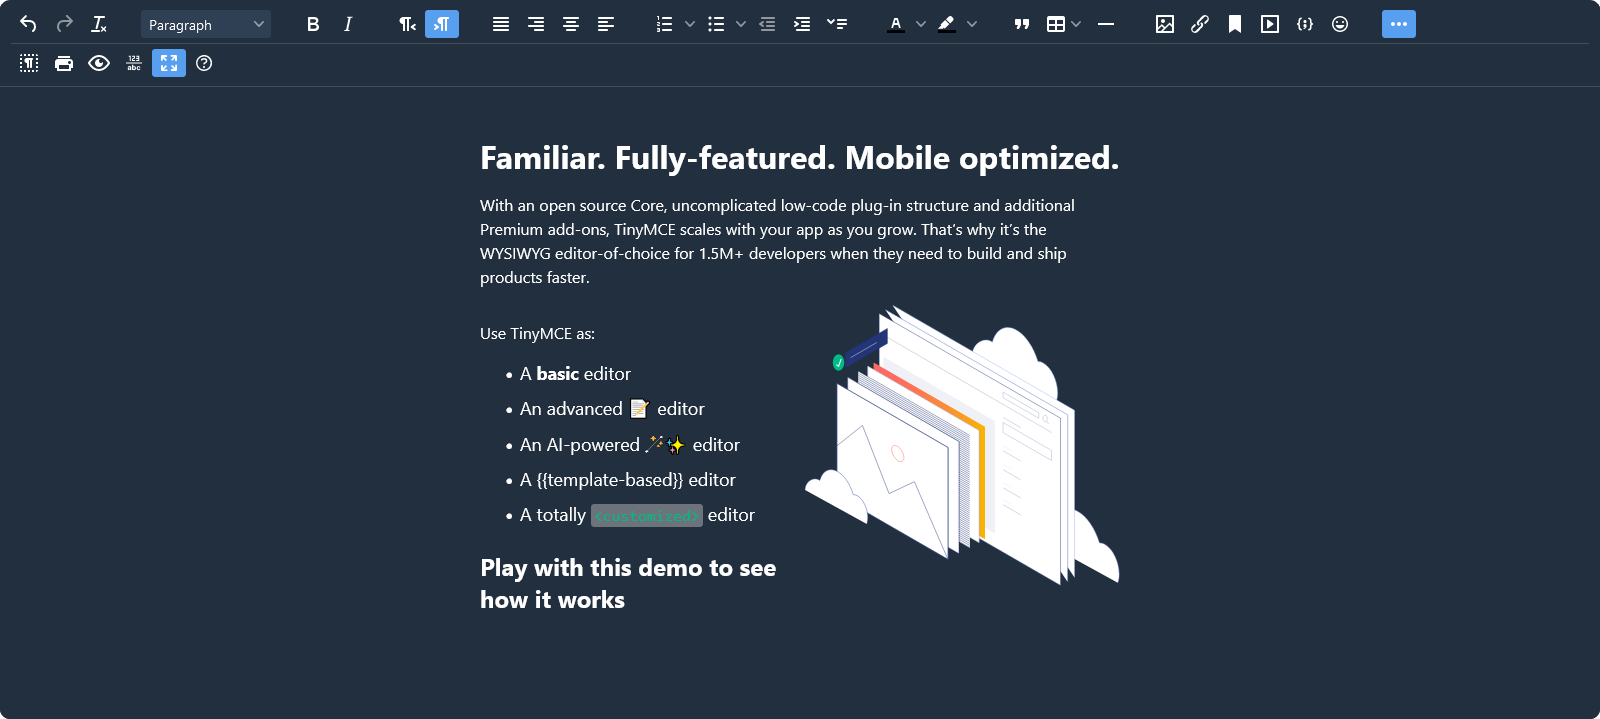 Paragraph
B
I
A
123
abc
Familiar. Fully-featured. Mobile optimized.
With an open source Core, uncomplicated low-code plug-in structure and additional
Premium add-ons, TinyMCE scales with your app as you grow. That’s why it’s the
WYSIWYG editor-of-choice for 1.5M+ developers when they need to build and ship
products faster.
Use TinyMCE as:
• A basic editor
• An advanced 📝 editor
• An AI-powered 🪄✨ editor
• A {{template-based}} editor
• A totally <customized> editor
Play with this demo to see
how it works